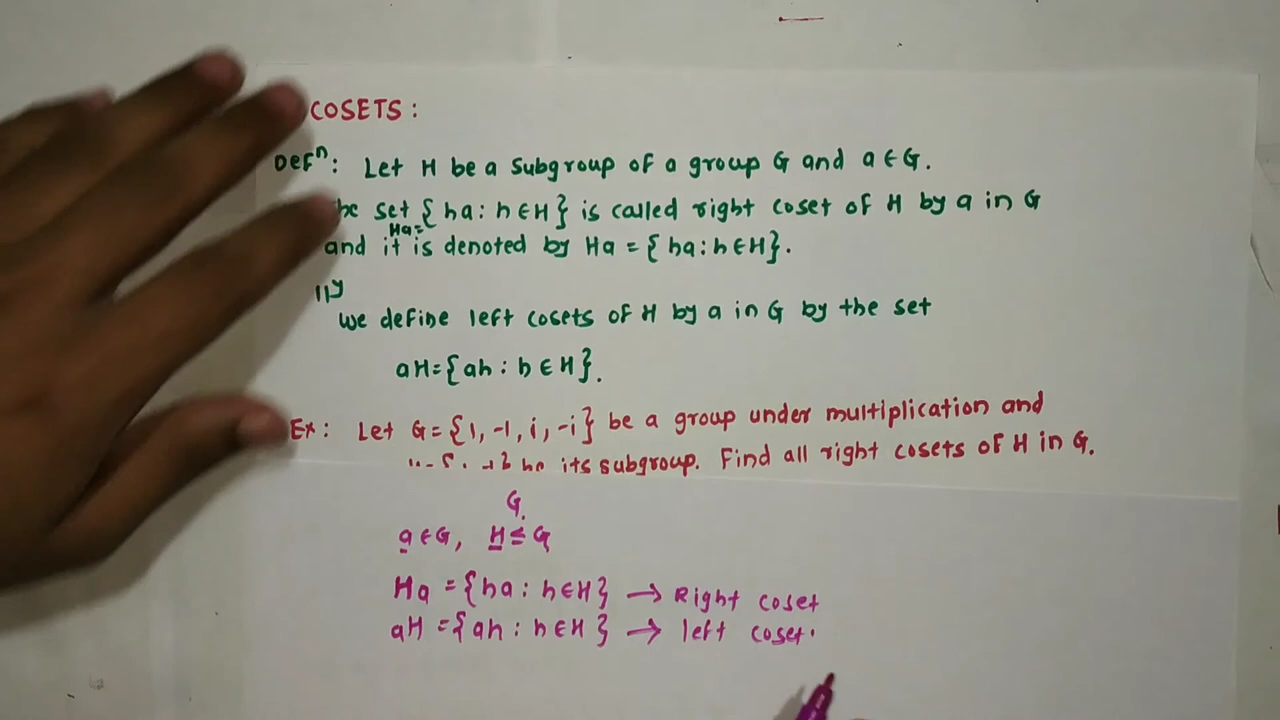 COSETS:
Defⁿ: Let H be a subgroup of a group G and a ∈ G.
he set {ha : h ∈ H} is called right coset of H by a in G
Ha =
and it is denoted by Ha = {ha : h ∈ H}.
||ly
we define left cosets of H by a in G by the set
aH = {ah : h ∈ H}.
Ex: Let G = {1, -1, i, -i} be a group under multiplication and
its subgroup. Find all right cosets of H in G.
G.
a ∈ G, H ≤ G
Ha = {ha : h ∈ H} → Right coset
aH = {ah : h ∈ H} → left coset.